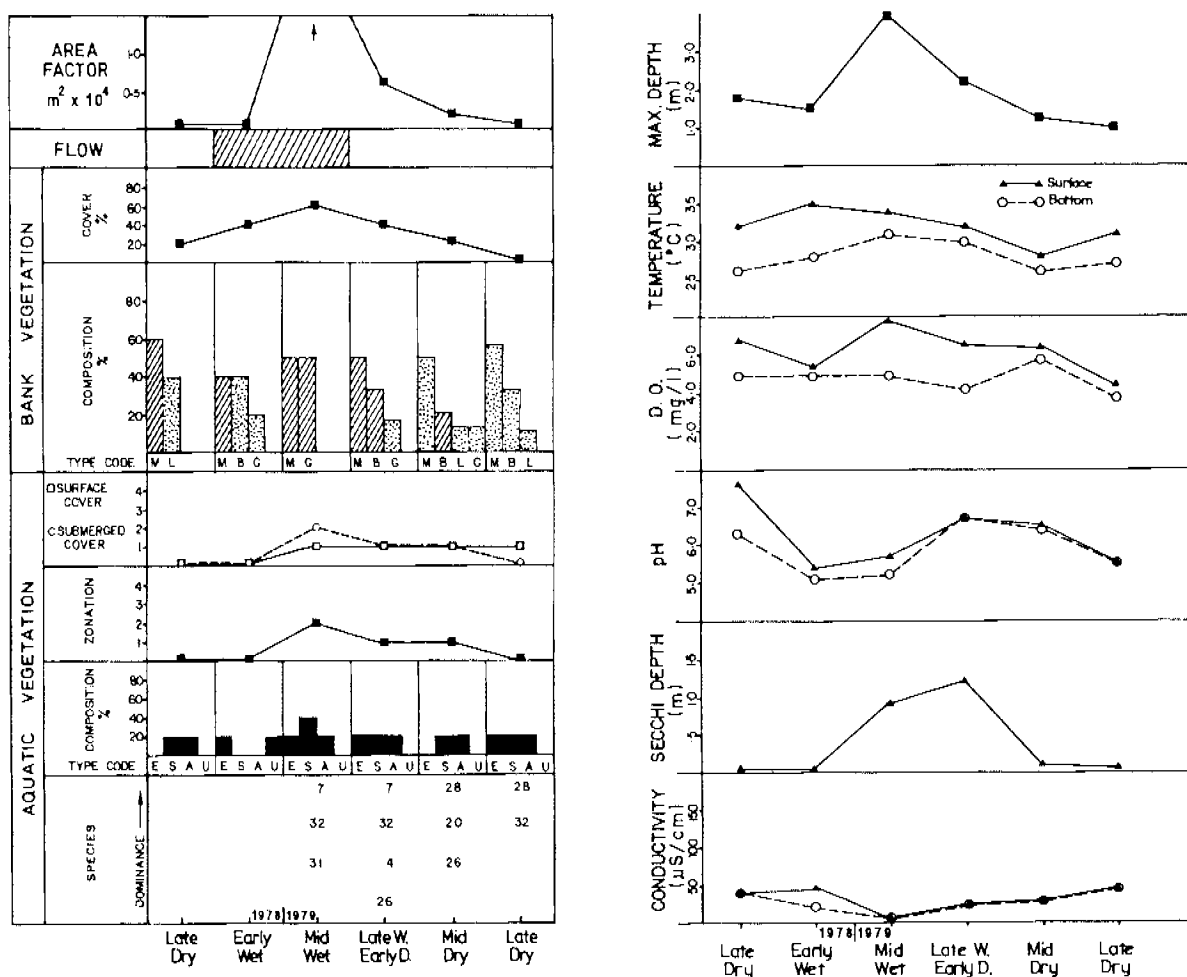 AREA
FACTOR
m² x 10⁴
1·0
0·5
FLOW
BANK VEGETATION
COVER
%
80
60
40
20
COMPOSITION
%
80
60
40
20
TYPE CODE
M L
M B G
M G
M B G
M B L G
M B L
AQUATIC VEGETATION
SURFACE
COVER
SUBMERGED
COVER
4
3
2
1
ZONATION
4
3
2
1
COMPOSITION
%
80
60
40
20
TYPE CODE
E S A U
E S A U
E S A U
E S A U
E S A U
E S A U
SPECIES
DOMINANCE
7 7 28 28
32 32 20 32
31 4 26
26
1978 1979
Late Dry
Early Wet
Mid Wet
Late W. Early D.
Mid Dry
Late Dry
MAX. DEPTH
(m)
3·0
2·0
1·0
TEMPERATURE
(°C)
35
30
25
Surface
Bottom
D.O.
(mg/l)
6·0
4·0
2·0
pH
7·0
6·0
5·0
SECCHI DEPTH
(m)
1·5
1·0
·5
CONDUCTIVITY
(µS/cm)
150
100
50
1978 1979
Late Dry
Early Wet
Mid Wet
Late W. Early D.
Mid Dry
Late Dry